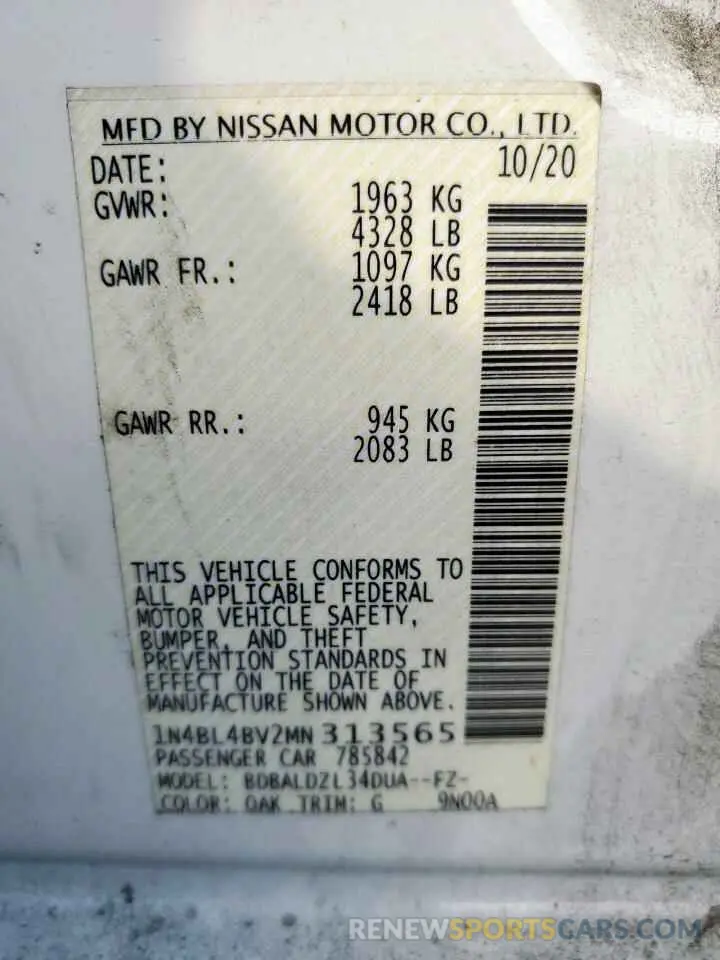 MFD BY NISSAN MOTOR CO., LTD.
DATE: 10/20
GVWR: 1963 KG
4328 LB
GAWR FR.: 1097 KG
2418 LB
GAWR RR.: 945 KG
2083 LB
THIS VEHICLE CONFORMS TO
ALL APPLICABLE FEDERAL
MOTOR VEHICLE SAFETY,
BUMPER, AND THEFT
PREVENTION STANDARDS IN
EFFECT ON THE DATE OF
MANUFACTURE SHOWN ABOVE.
1N4BL4BV2MN313565
PASSENGER CAR 785842
MODEL: BDBALDZL34DUA--FZ-
COLOR: QAK TRIM: G 9N00A
RENEWSPORTSCARS.COM